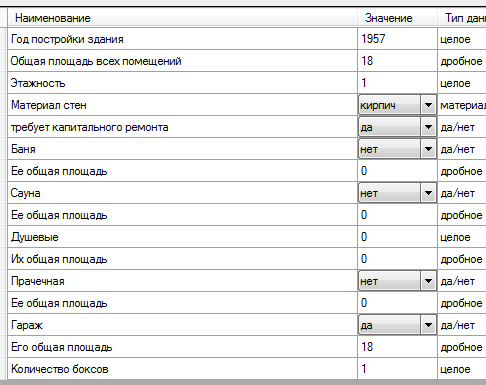 Наименование Значение Тип дан
Год постройки здания 1957 целое
Общая площадь всех помещений 18 дробное
Этажность 1 целое
Материал стен кирпич материал
требует капитального ремонта да да/нет
Баня нет да/нет
Ее общая площадь 0 дробное
Сауна нет да/нет
Ее общая площадь 0 дробное
Душевые 0 целое
Их общая площадь 0 дробное
Прачечная нет да/нет
Ее общая площадь 0 дробное
Гараж да да/нет
Его общая площадь 18 дробное
Количество боксов 1 целое